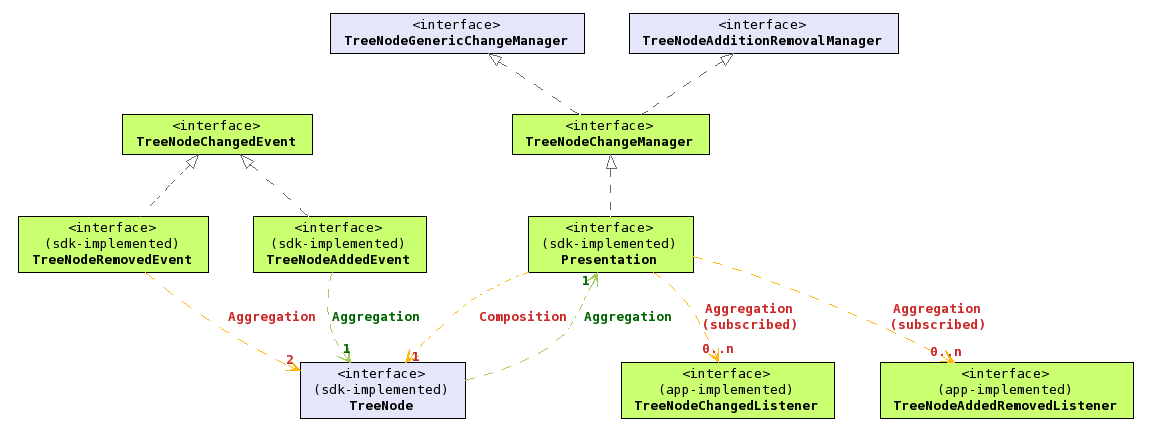 <interface>
TreeNodeGenericChangeManager
<interface>
TreeNodeAdditionRemovalManager
<interface>
TreeNodeChangedEvent
<interface>
TreeNodeChangeManager
<interface>
(sdk-implemented)
TreeNodeRemovedEvent
<interface>
(sdk-implemented)
TreeNodeAddedEvent
<interface>
(sdk-implemented)
Presentation
1
Aggregation
Aggregation
Composition
Aggregation
Aggregation
(subscribed)
Aggregation
(subscribed)
2
1
1
0..n
0..n
<interface>
(sdk-implemented)
TreeNode
<interface>
(app-implemented)
TreeNodeChangedListener
<interface>
(app-implemented)
TreeNodeAddedRemovedListener